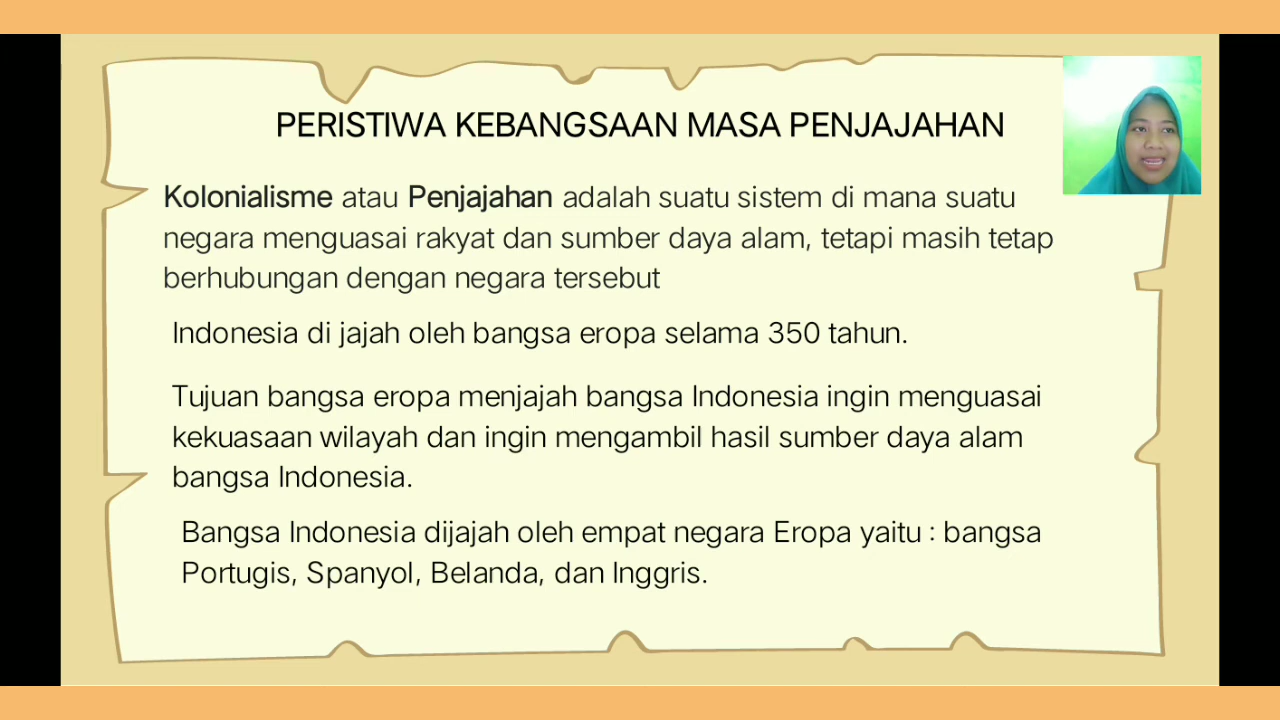 PERISTIWA KEBANGSAAN MASA PENJAJAHAN
Kolonialisme atau Penjajahan adalah suatu sistem di mana suatu
negara menguasai rakyat dan sumber daya alam, tetapi masih tetap
berhubungan dengan negara tersebut
Indonesia di jajah oleh bangsa eropa selama 350 tahun.
Tujuan bangsa eropa menjajah bangsa Indonesia ingin menguasai
kekuasaan wilayah dan ingin mengambil hasil sumber daya alam
bangsa Indonesia.
Bangsa Indonesia dijajah oleh empat negara Eropa yaitu : bangsa
Portugis, Spanyol, Belanda, dan Inggris.